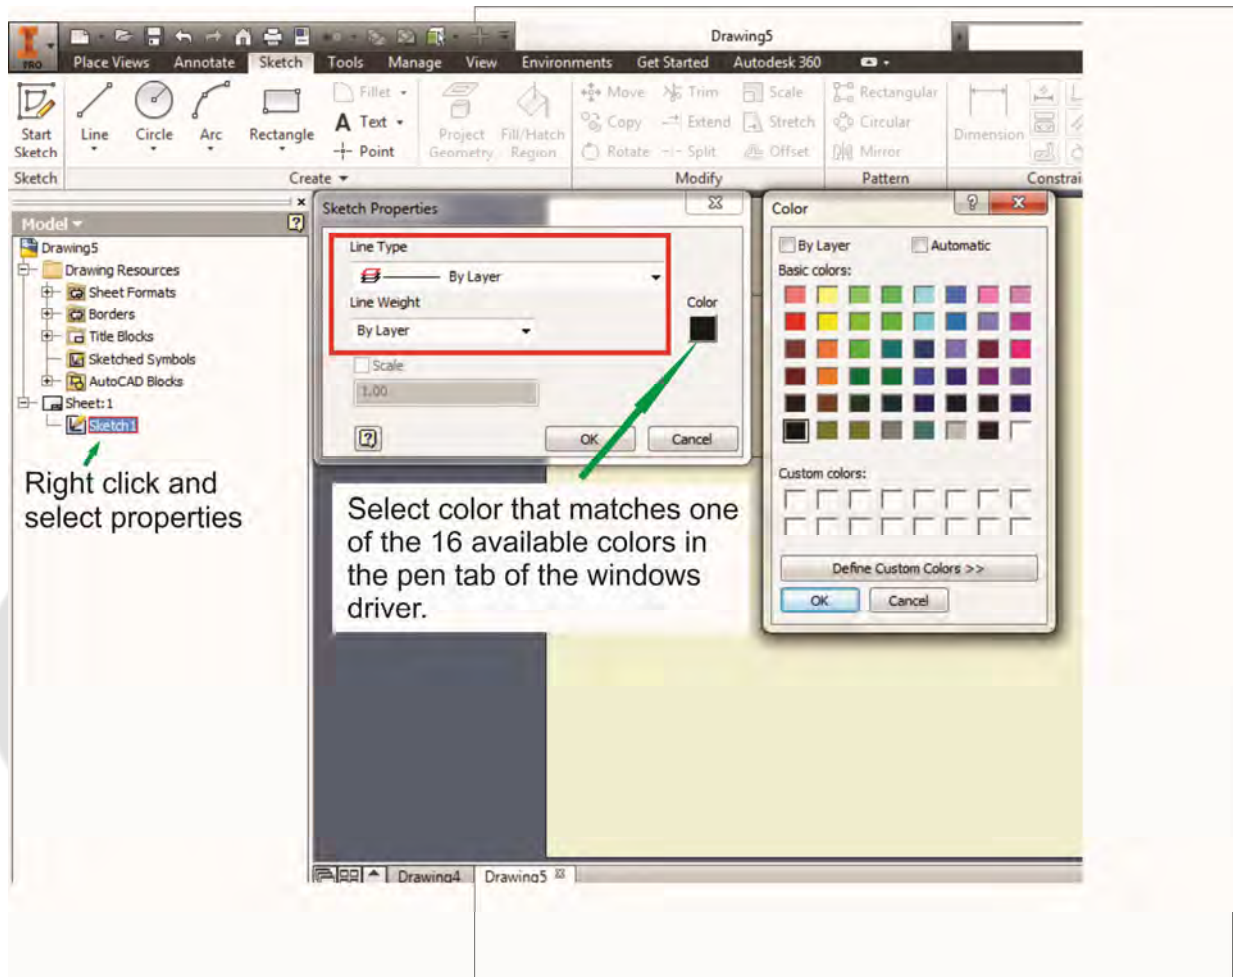 Drawing5
PRO
Place Views Annotate Sketch Tools Manage View Environments Get Started Autodesk 360
Start Sketch
Line
Circle
Arc
Rectangle
Fillet
Text
Point
Project Geometry
Fill/Hatch Region
Move
Copy
Rotate
Trim
Extend
Split
Scale
Stretch
Offset
Rectangular
Circular
Mirror
Dimension
Sketch
Create
Modify
Pattern
Constrai
Model
Drawing5
Drawing Resources
Sheet Formats
Borders
Title Blocks
Sketched Symbols
AutoCAD Blocks
Sheet:1
Sketch1
Right click and
select properties
Sketch Properties
Line Type
By Layer
Line Weight
By Layer
Color
Scale
1.00
OK Cancel
Select color that matches one
of the 16 available colors in
the pen tab of the windows
driver.
Color
By Layer Automatic
Basic colors:
Custom colors:
Define Custom Colors >>
OK Cancel
Drawing4 Drawing5